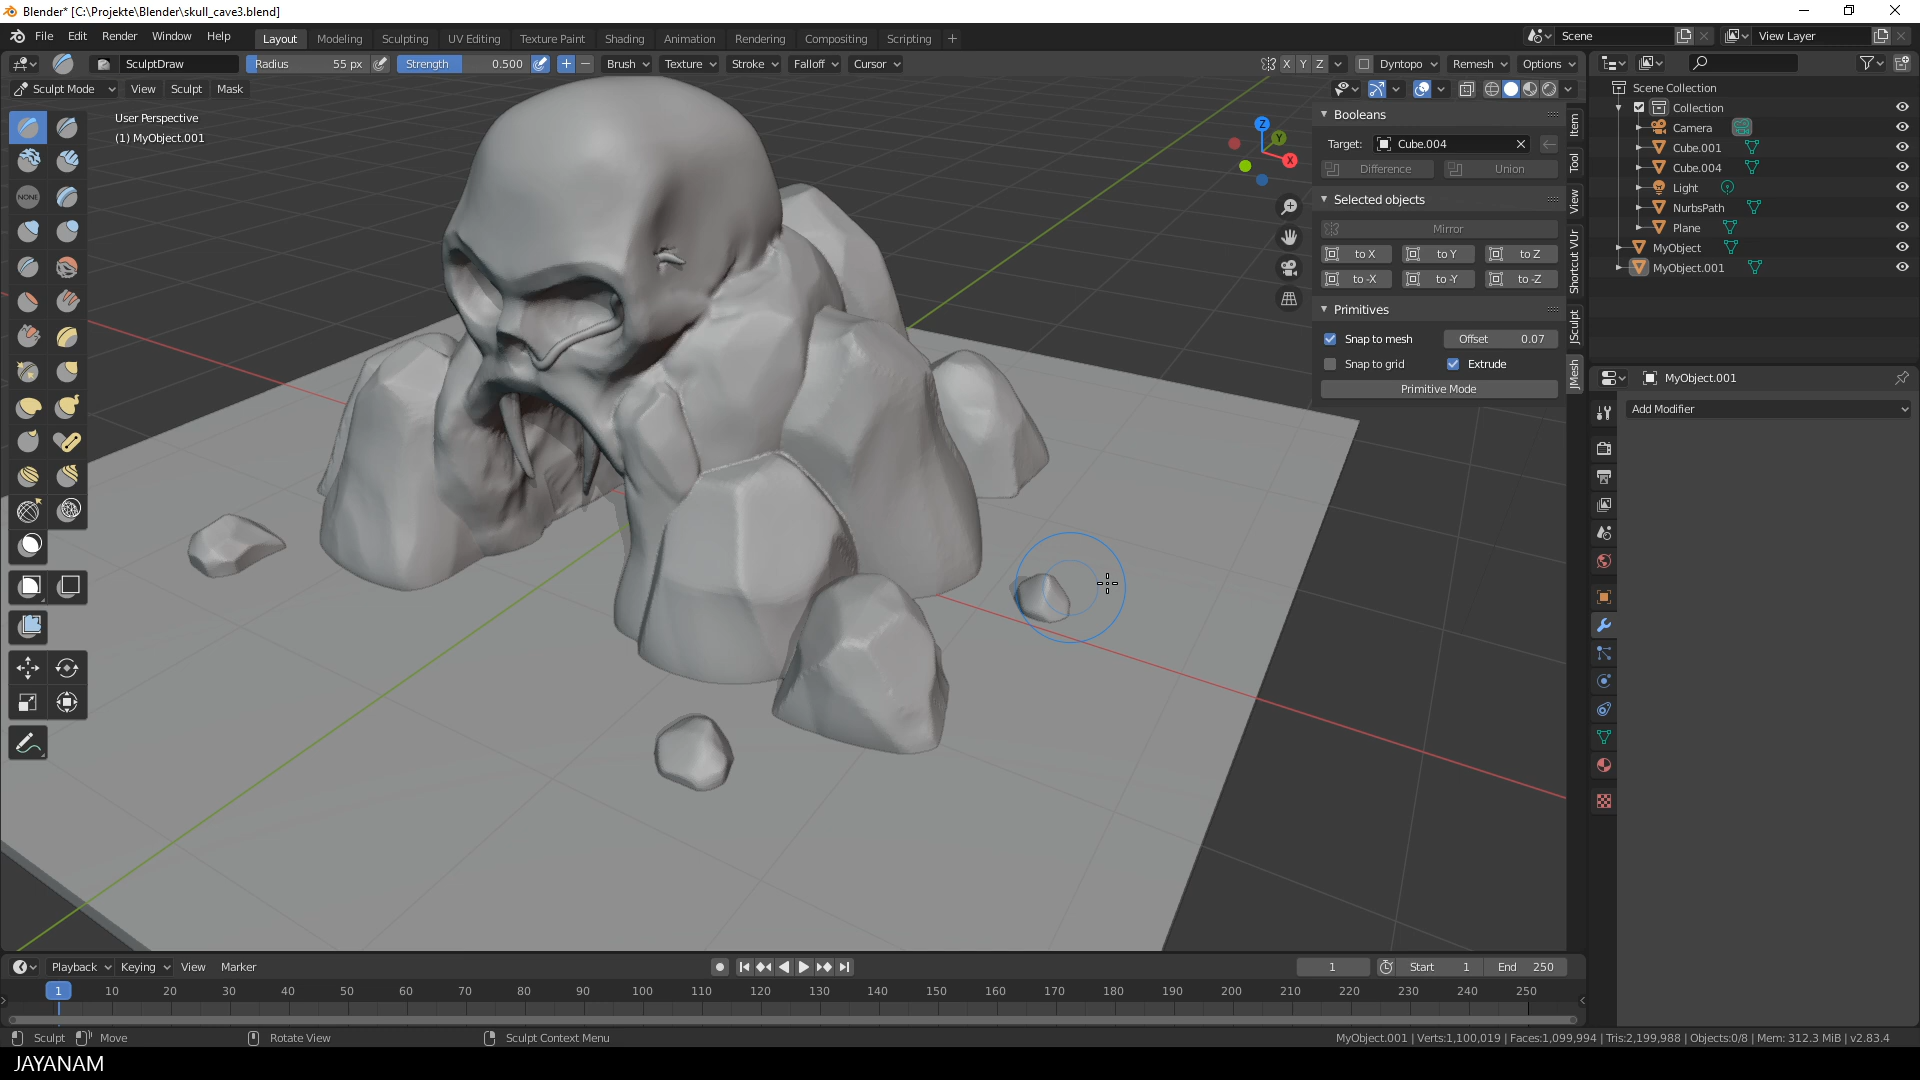 Blender* [C:\Projekte\Blender\skull_cave3.blend]
File Edit Render Window Help
Layout Modeling Sculpting UV Editing Texture Paint Shading Animation Rendering Compositing Scripting +
Scene
View Layer
SculptDraw Radius 55 px Strength 0.500 + − Brush Texture Stroke Falloff Cursor
X Y Z Dyntopo Remesh Options
Sculpt Mode View Sculpt Mask
User Perspective
(1) MyObject.001
NONE
Z
Y
X
Booleans
Target: Cube.004
Difference Union
Selected objects
Mirror
to X to Y to Z
to -X to -Y to -Z
Primitives
Snap to mesh Offset 0.07
Snap to grid Extrude
Primitive Mode
Item
Tool
View
Shortcut VUr
JSculpt
JMesh
Scene Collection
Collection
Camera
Cube.001
Cube.004
Light
NurbsPath
Plane
MyObject
MyObject.001
MyObject.001
Add Modifier
Playback Keying View Marker
1 Start 1 End 250
1 10 20 30 40 50 60 70 80 90 100 110 120 130 140 150 160 170 180 190 200 210 220 230 240 250
Sculpt Move Rotate View Sculpt Context Menu
MyObject.001 | Verts:1,100,019 | Faces:1,099,994 | Tris:2,199,988 | Objects:0/8 | Mem: 312.3 MiB | v2.83.4
JAYANAM